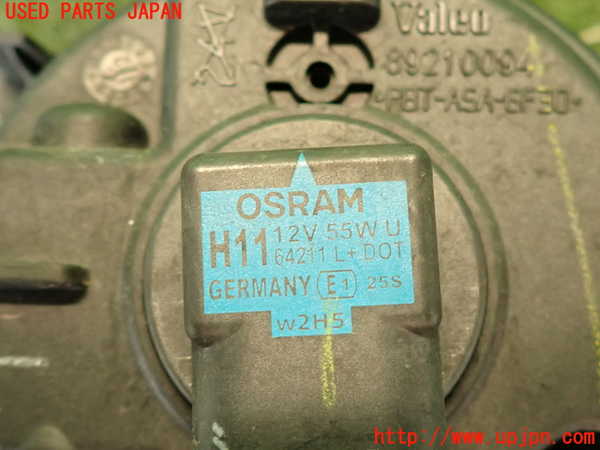 USED PARTS JAPAN
Valeo
89210094
>PBT-ASA-GF30<
OSRAM
H11
12V 55W U
64211 L+ DOT
GERMANY E1 25S
W2H5
http://www.upjpn.com